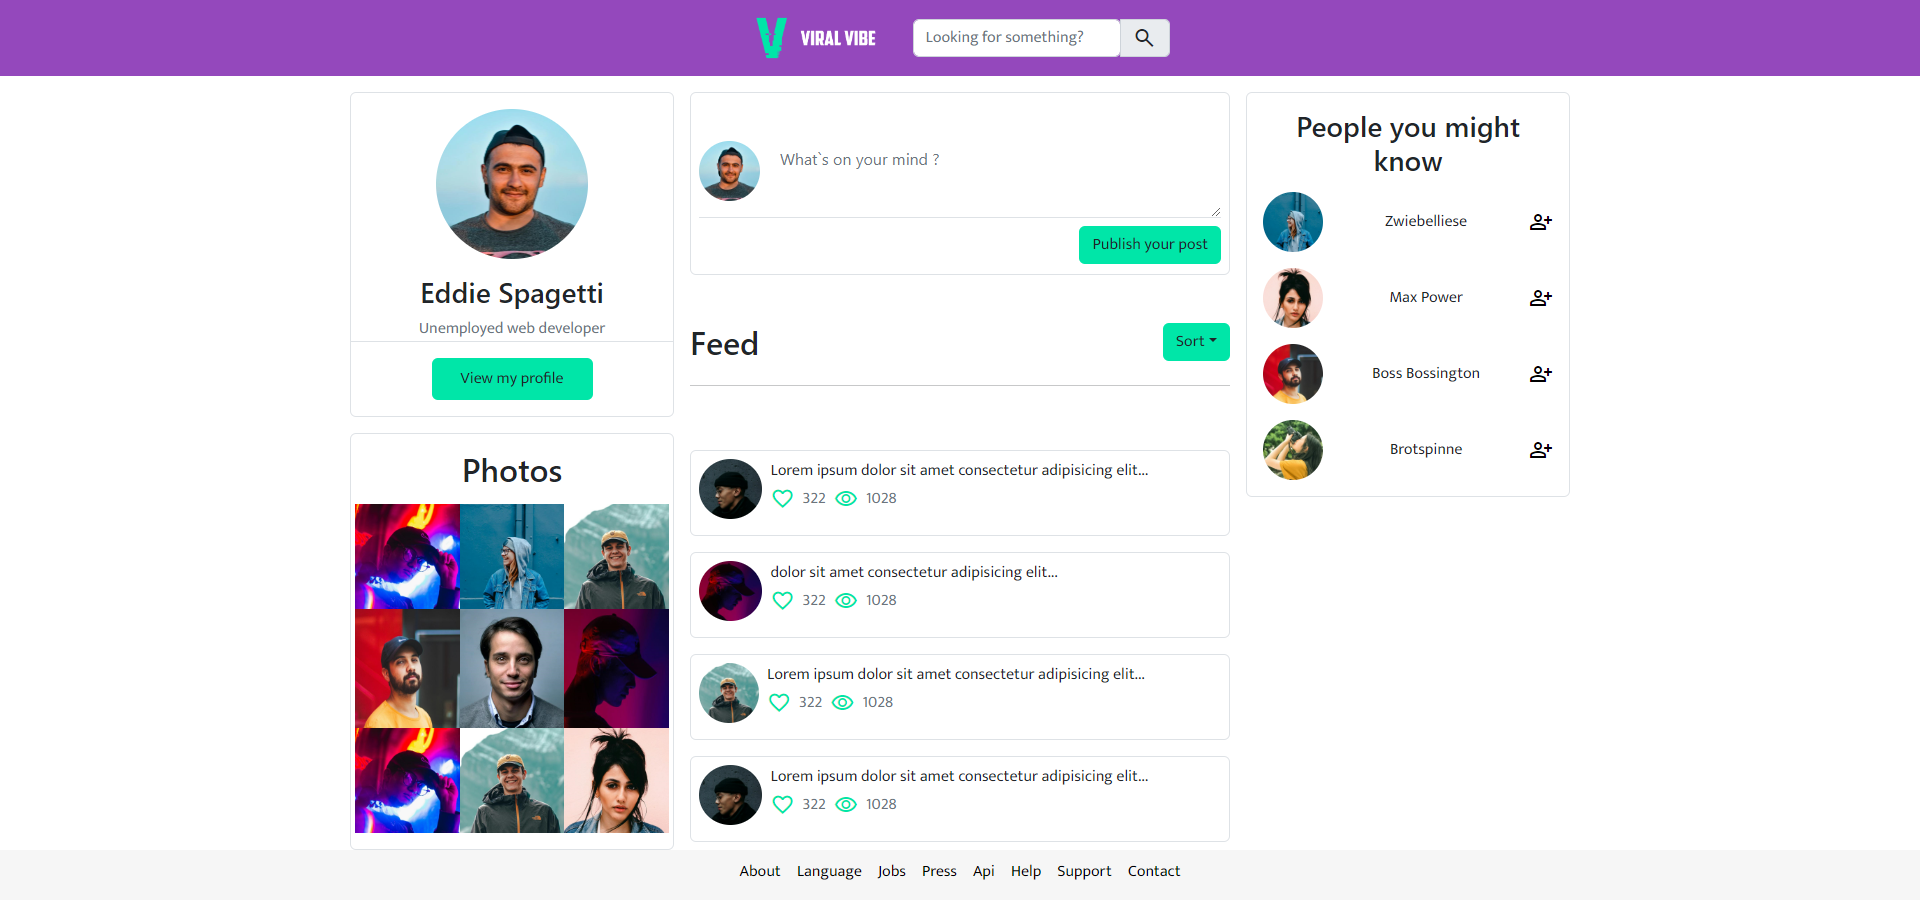 VIRAL VIBE
Looking for something?
Eddie Spagetti
Unemployed web developer
View my profile
Photos
What`s on your mind ?
Publish your post
Feed
Sort
Lorem ipsum dolor sit amet consectetur adipisicing elit...
322 1028
dolor sit amet consectetur adipisicing elit...
322 1028
Lorem ipsum dolor sit amet consectetur adipisicing elit...
322 1028
Lorem ipsum dolor sit amet consectetur adipisicing elit...
322 1028
People you might
know
Zwiebelliese
Max Power
Boss Bossington
Brotspinne
About Language Jobs Press Api Help Support Contact